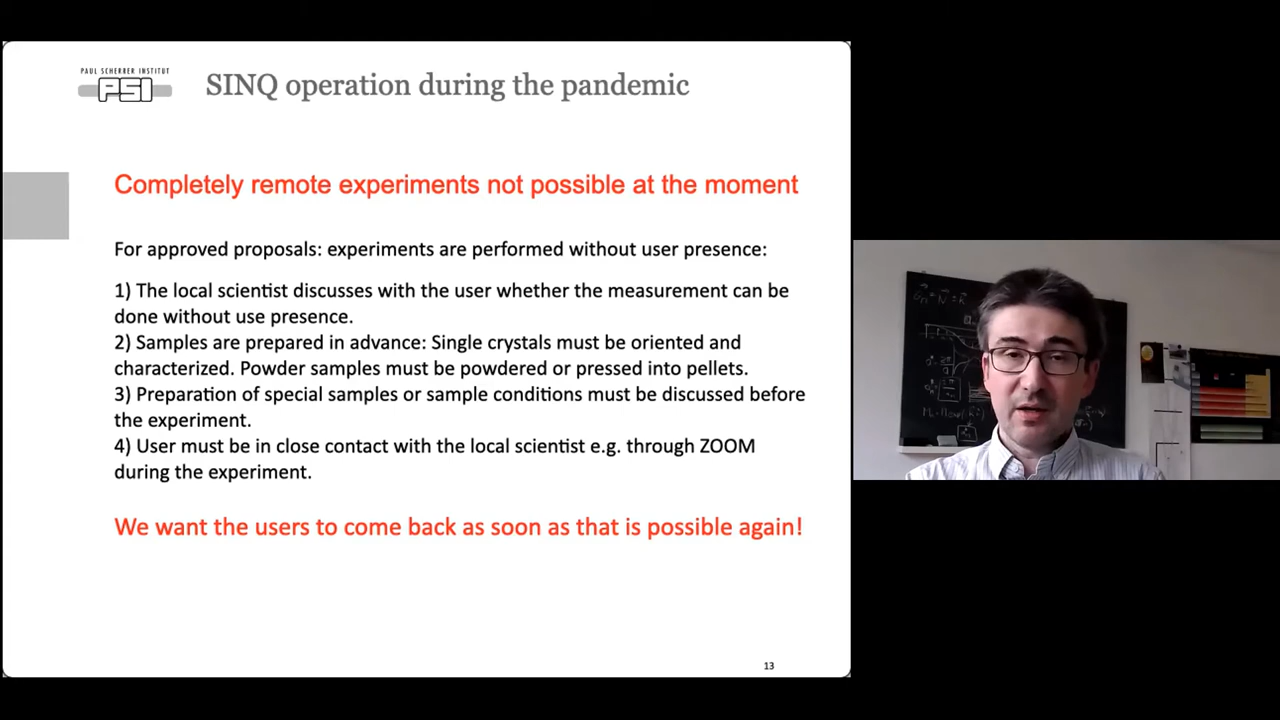 PAUL SCHERRER INSTITUT
PSI
SINQ operation during the pandemic
Completely remote experiments not possible at the moment
For approved proposals: experiments are performed without user presence:
1) The local scientist discusses with the user whether the measurement can be
done without use presence.
2) Samples are prepared in advance: Single crystals must be oriented and
characterized. Powder samples must be powdered or pressed into pellets.
3) Preparation of special samples or sample conditions must be discussed before
the experiment.
4) User must be in close contact with the local scientist e.g. through ZOOM
during the experiment.
We want the users to come back as soon as that is possible again!
13